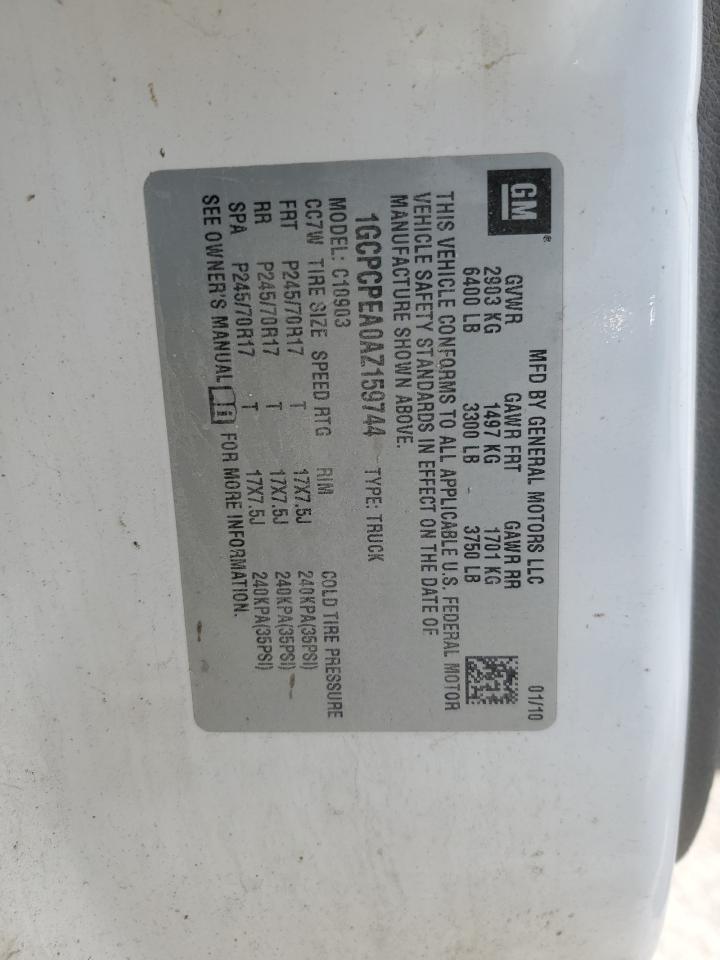 GM®
MFD BY GENERAL MOTORS LLC 01/10
GVWR GAWR FRT GAWR RR
2903 KG 1497 KG 1701 KG
6400 LB 3300 LB 3750 LB
THIS VEHICLE CONFORMS TO ALL APPLICABLE U.S. FEDERAL MOTOR
VEHICLE SAFETY STANDARDS IN EFFECT ON THE DATE OF
MANUFACTURE SHOWN ABOVE.
1GCPCPEA0AZ159744 TYPE: TRUCK
MODEL: C10903
CC7W TIRE SIZE SPEED RTG RIM COLD TIRE PRESSURE
FRT P245/70R17 T 17X7.5J 240KPA(35PSI)
RR P245/70R17 T 17X7.5J 240KPA(35PSI)
SPA P245/70R17 T 17X7.5J 240KPA(35PSI)
SEE OWNER'S MANUAL FOR MORE INFORMATION.